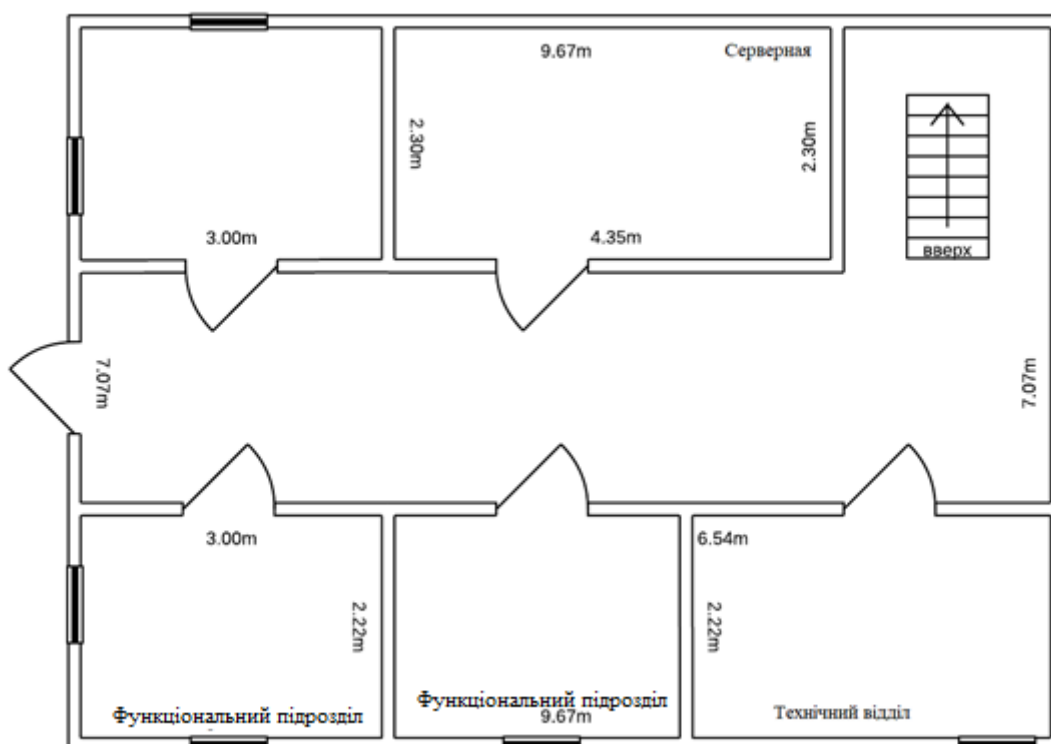 9.67m
Серверная
2.30m
2.30m
3.00m
4.35m
вверх
7.07m
7.07m
3.00m
6.54m
2.22m
2.22m
Функціональний підрозділ
Функціональний підрозділ
9.67m
Технічний відділ